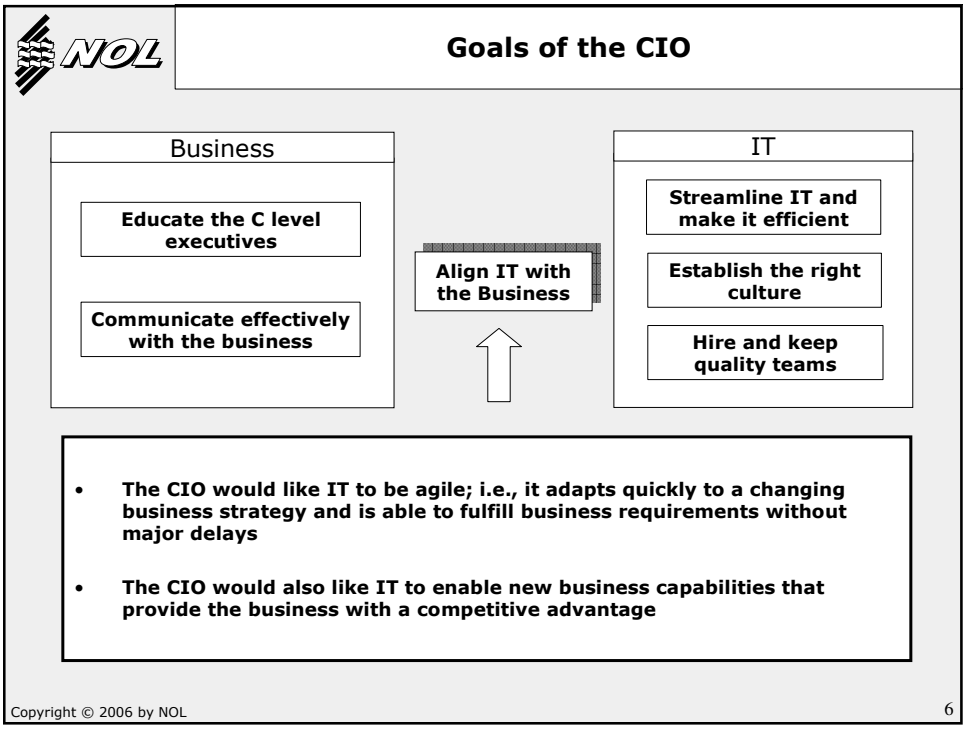 NOL
Goals of the CIO
Business
Educate the C level
executives
Communicate effectively
with the business
Align IT with
the Business
IT
Streamline IT and
make it efficient
Establish the right
culture
Hire and keep
quality teams
• The CIO would like IT to be agile; i.e., it adapts quickly to a changing
business strategy and is able to fulfill business requirements without
major delays
• The CIO would also like IT to enable new business capabilities that
provide the business with a competitive advantage
Copyright © 2006 by NOL
6